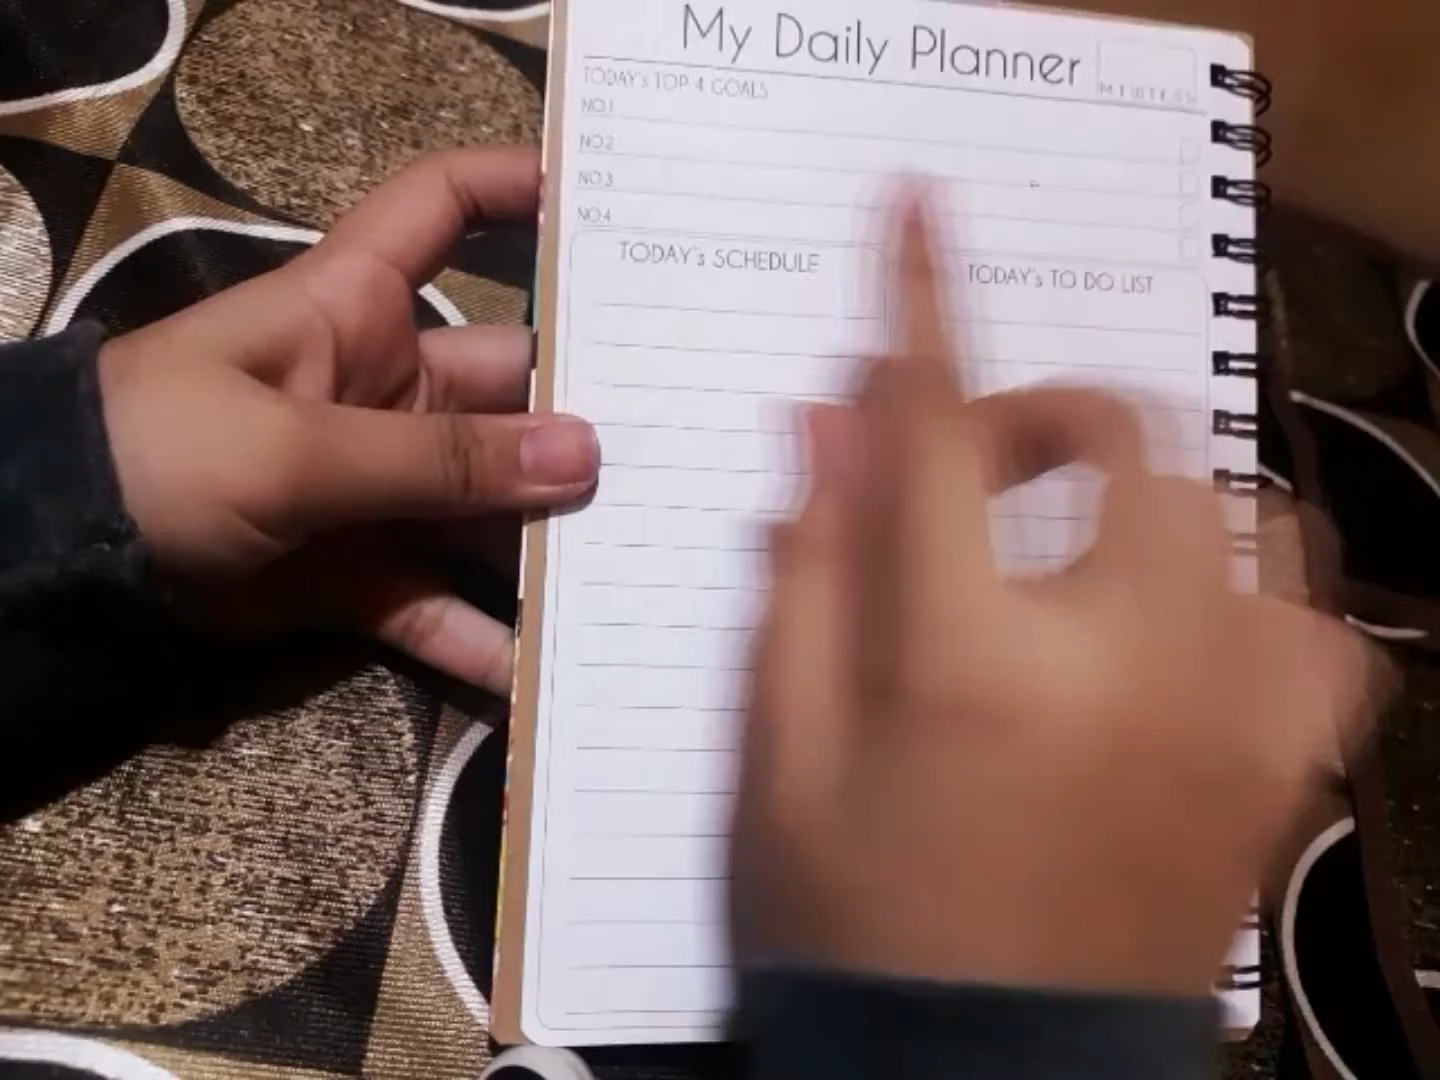 My Daily Planner
M T W T F S S
TODAY's TOP 4 GOALS
NO.1
NO.2
NO.3
NO.4
TODAY's SCHEDULE
TODAY's TO DO LIST